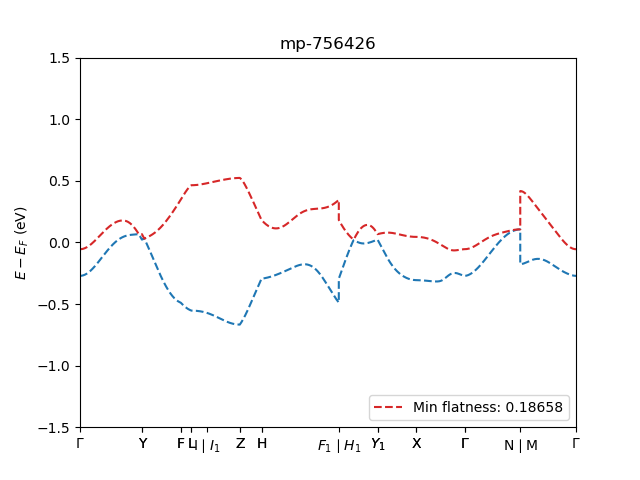 mp-756426
1.5
1.0
0.5
0.0
−0.5
−1.0
−1.5
E − E_F (eV)
Min flatness: 0.18658
Γ Y F L I | I₁ Z H F₁ | H₁ Y₁ X Γ N | M Γ